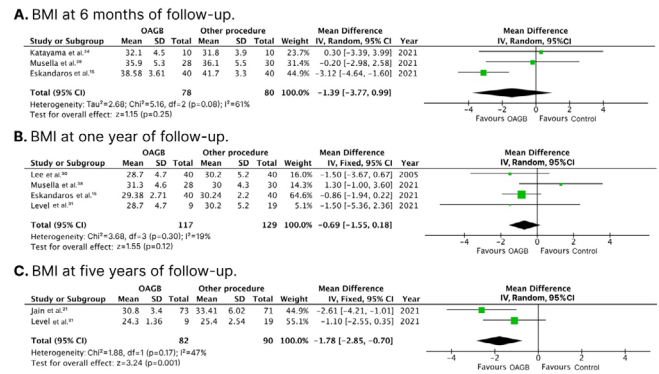 A. BMI at 6 months of follow-up.
OAGB Other procedure Mean Difference Mean Difference
Study or Subgroup Mean SD Total Mean SD Total Weight IV, Random, 95% CI Year IV, Random, 95%CI
Katayama et al.²⁴ 32.1 4.5 10 31.8 3.9 10 23.7% 0.30 [-3.39, 3.99] 2021
Musella et al. 35.9 5.3 28 36.1 5.5 30 31.4% -0.20 [-2.98, 2.58] 2021
Eskandaros et al.¹⁵ 38.58 3.61 40 41.7 3.3 40 44.9% -3.12 [-4.64, -1.60] 2021
Total (95% CI) 78 80 100.0% -1.39 [-3.77, 0.99]
Heterogeneity: Tau²=2.68; Chi²=5.16, df=2 (p=0.08); I²=61%
Test for overall effect: z=1.15 (p=0.25)
-4 -2 0 2 4
Favours OAGB Favours Control
B. BMI at one year of follow-up.
OAGB Other procedure Mean Difference Mean Difference
Study or Subgroup Mean SD Total Mean SD Total Weight IV, Fixed, 95% CI Year IV, Random, 95%CI
Lee et al.³⁰ 28.7 4.7 40 30.2 5.2 40 16.0% -1.50 [-3.67, 0.67] 2005
Musella et al. 31.3 4.6 28 30 4.3 30 14.3% 1.30 [-1.00, 3.60] 2021
Eskandaros et al.¹⁵ 29.38 2.71 40 30.24 2.2 40 64.6% -0.86 [-1.94, 0.22] 2021
Level et al.³¹ 28.7 4.7 9 30.2 5.2 19 5.1% -1.50 [-5.36, 2.36] 2021
Total (95% CI) 117 129 100.0% -0.69 [-1.55, 0.18]
Heterogeneity: Chi²=3.68, df=3 (p=0.30); I²=19%
Test for overall effect: z=1.55 (p=0.12)
-4 -2 0 2 4
Favours OAGB Favours Control
C. BMI at five years of follow-up.
OAGB Other procedure Mean Difference Mean Difference
Study or Subgroup Mean SD Total Mean SD Total Weight IV, Fixed, 95% CI Year IV, Random, 95%CI
Jain et al.²¹ 30.8 3.4 73 33.41 6.02 71 44.9% -2.61 [-4.21, -1.01] 2021
Level et al.³¹ 24.3 1.36 9 25.4 2.54 19 55.1% -1.10 [-2.55, 0.35] 2021
Total (95% CI) 82 90 100.0% -1.78 [-2.85, -0.70]
Heterogeneity: Chi²=1.88, df=1 (p=0.17); I²=47%
Test for overall effect: z=3.24 (p=0.001)
-4 -2 0 2 4
Favours OAGB Favours Control